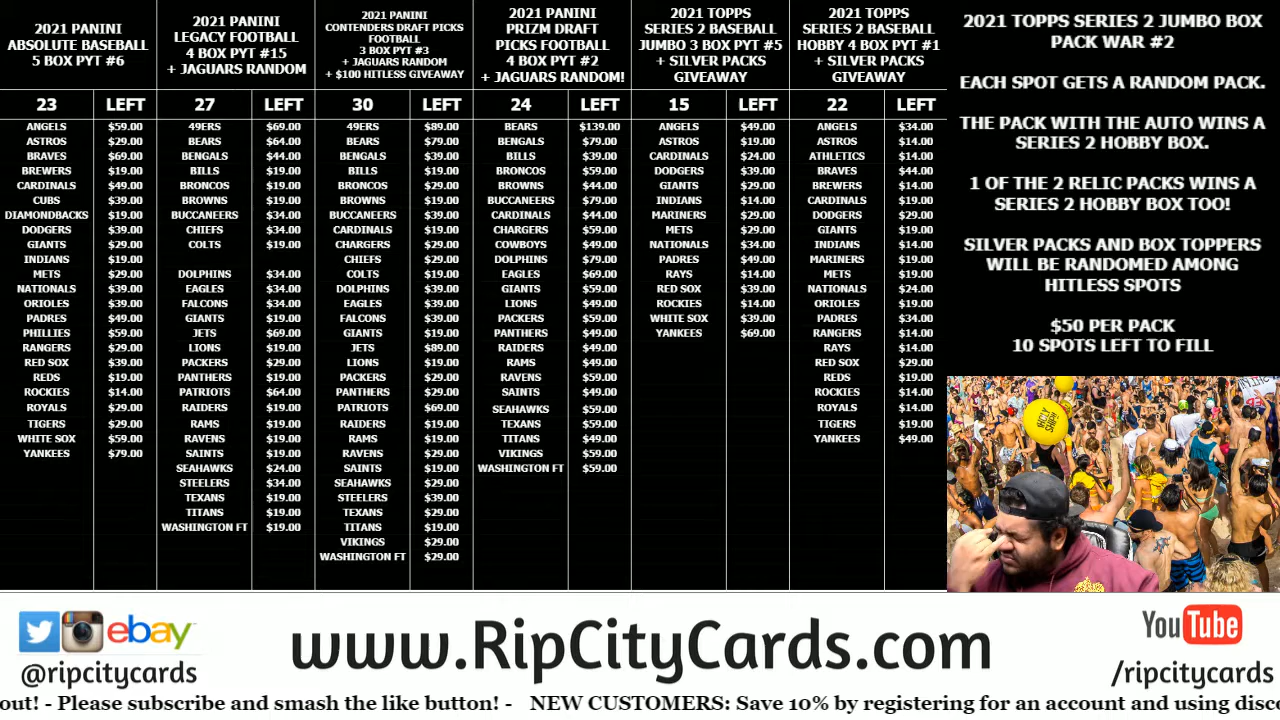 2021 PANINI
ABSOLUTE BASEBALL
5 BOX PYT #6
23 LEFT
ANGELS $59.00
ASTROS $29.00
BRAVES $69.00
BREWERS $19.00
CARDINALS $49.00
CUBS $39.00
DIAMONDBACKS $19.00
DODGERS $39.00
GIANTS $29.00
INDIANS $19.00
METS $29.00
NATIONALS $39.00
ORIOLES $39.00
PADRES $49.00
PHILLIES $59.00
RANGERS $29.00
RED SOX $39.00
REDS $19.00
ROCKIES $14.00
ROYALS $29.00
TIGERS $29.00
WHITE SOX $59.00
YANKEES $79.00
2021 PANINI
LEGACY FOOTBALL
4 BOX PYT #15
+ JAGUARS RANDOM
27 LEFT
49ERS $69.00
BEARS $64.00
BENGALS $44.00
BILLS $19.00
BRONCOS $19.00
BROWNS $19.00
BUCCANEERS $34.00
CHIEFS $34.00
COLTS $19.00
DOLPHINS $34.00
EAGLES $34.00
FALCONS $34.00
GIANTS $19.00
JETS $69.00
LIONS $19.00
PACKERS $29.00
PANTHERS $19.00
PATRIOTS $64.00
RAIDERS $19.00
RAMS $19.00
RAVENS $19.00
SAINTS $19.00
SEAHAWKS $24.00
STEELERS $34.00
TEXANS $19.00
TITANS $19.00
WASHINGTON FT $19.00
2021 PANINI
CONTENDERS DRAFT PICKS
FOOTBALL
3 BOX PYT #3
+ JAGUARS RANDOM
+ $100 HITLESS GIVEAWAY
30 LEFT
49ERS $89.00
BEARS $79.00
BENGALS $39.00
BILLS $19.00
BRONCOS $29.00
BROWNS $19.00
BUCCANEERS $39.00
CARDINALS $19.00
CHARGERS $29.00
CHIEFS $29.00
COLTS $19.00
DOLPHINS $39.00
EAGLES $39.00
FALCONS $39.00
GIANTS $19.00
JETS $89.00
LIONS $19.00
PACKERS $29.00
PANTHERS $29.00
PATRIOTS $69.00
RAIDERS $19.00
RAMS $19.00
RAVENS $29.00
SAINTS $19.00
SEAHAWKS $29.00
STEELERS $39.00
TEXANS $29.00
TITANS $19.00
VIKINGS $29.00
WASHINGTON FT $29.00
2021 PANINI
PRIZM DRAFT
PICKS FOOTBALL
4 BOX PYT #2
+ JAGUARS RANDOM!
24 LEFT
BEARS $139.00
BENGALS $79.00
BILLS $39.00
BRONCOS $59.00
BROWNS $44.00
BUCCANEERS $79.00
CARDINALS $44.00
CHARGERS $59.00
COWBOYS $49.00
DOLPHINS $79.00
EAGLES $69.00
GIANTS $59.00
LIONS $49.00
PACKERS $59.00
PANTHERS $49.00
RAIDERS $49.00
RAMS $49.00
RAVENS $59.00
SAINTS $49.00
SEAHAWKS $59.00
TEXANS $59.00
TITANS $49.00
VIKINGS $59.00
WASHINGTON FT $59.00
2021 TOPPS
SERIES 2 BASEBALL
JUMBO 3 BOX PYT #5
+ SILVER PACKS
GIVEAWAY
15 LEFT
ANGELS $49.00
ASTROS $19.00
CARDINALS $24.00
DODGERS $39.00
GIANTS $29.00
INDIANS $14.00
MARINERS $29.00
METS $29.00
NATIONALS $34.00
PADRES $49.00
RAYS $14.00
RED SOX $39.00
ROCKIES $14.00
WHITE SOX $39.00
YANKEES $69.00
2021 TOPPS
SERIES 2 BASEBALL
HOBBY 4 BOX PYT #1
+ SILVER PACKS
GIVEAWAY
22 LEFT
ANGELS $34.00
ASTROS $14.00
ATHLETICS $14.00
BRAVES $44.00
BREWERS $14.00
CARDINALS $19.00
DODGERS $29.00
GIANTS $19.00
INDIANS $14.00
MARINERS $19.00
METS $19.00
NATIONALS $24.00
ORIOLES $19.00
PADRES $34.00
RANGERS $14.00
RAYS $14.00
RED SOX $29.00
REDS $19.00
ROCKIES $14.00
ROYALS $14.00
TIGERS $19.00
YANKEES $49.00
2021 TOPPS SERIES 2 JUMBO BOX
PACK WAR #2
EACH SPOT GETS A RANDOM PACK.
THE PACK WITH THE AUTO WINS A
SERIES 2 HOBBY BOX.
1 OF THE 2 RELIC PACKS WINS A
SERIES 2 HOBBY BOX TOO!
SILVER PACKS AND BOX TOPPERS
WILL BE RANDOMED AMONG
HITLESS SPOTS
$50 PER PACK
10 SPOTS LEFT TO FILL
HOLY
SHIP!
ebay
@ripcitycards
www.RipCityCards.com
YouTube
/ripcitycards
out! - Please subscribe and smash the like button! - NEW CUSTOMERS: Save 10% by registering for an account and using disco